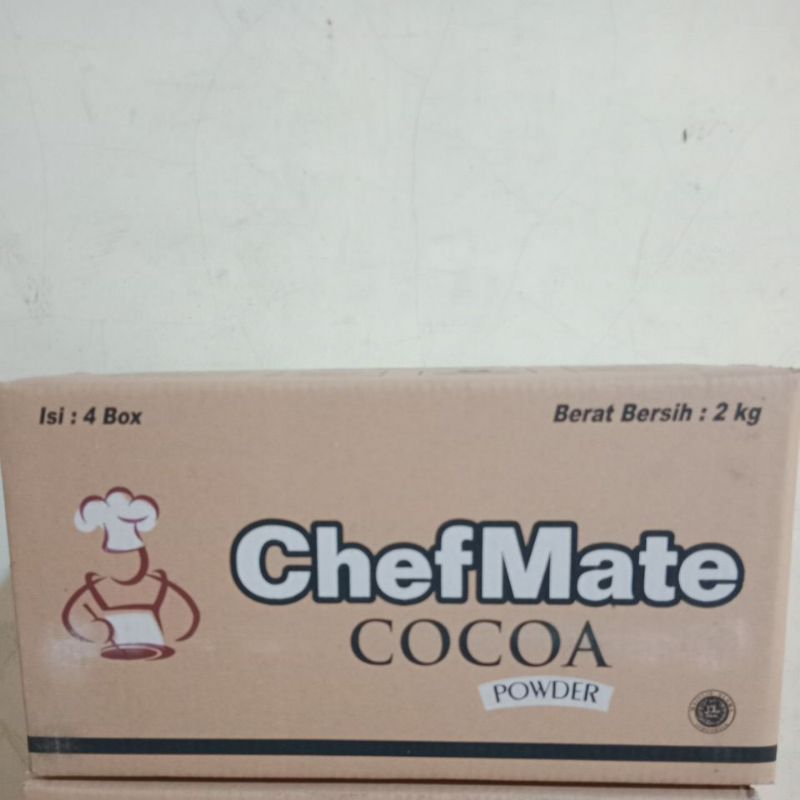 Isi : 4 Box
Berat Bersih : 2 kg
ChefMate
COCOA
POWDER